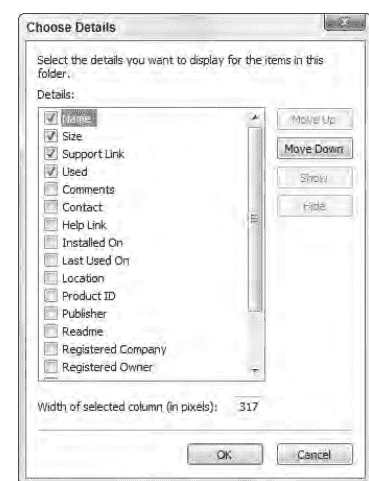 Choose Details
Select the details you want to display for the items in this
folder.
Details:
Name
Move Up
Size
Support Link
Move Down
Used
Show
Comments
Contact
Hide
Help Link
Installed On
Last Used On
Location
Product ID
Publisher
Readme
Registered Company
Registered Owner
Width of selected column (in pixels): 317
OK
Cancel